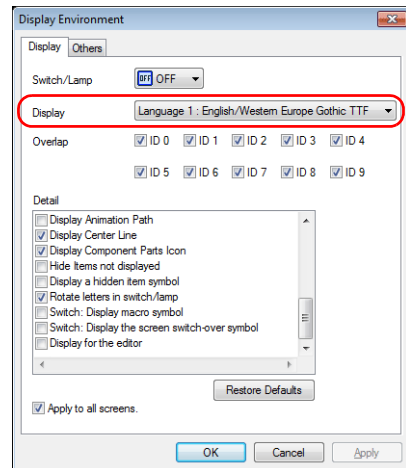 Display Environment
Display Others
Switch/Lamp OFF OFF
Display Language 1 : English/Western Europe Gothic TTF
Overlap ID 0 ID 1 ID 2 ID 3 ID 4
ID 5 ID 6 ID 7 ID 8 ID 9
Detail
Display Animation Path
Display Center Line
Display Component Parts Icon
Hide Items not displayed
Display a hidden item symbol
Rotate letters in switch/lamp
Switch: Display macro symbol
Switch: Display the screen switch-over symbol
Display for the editor
Restore Defaults
Apply to all screens.
OK Cancel Apply